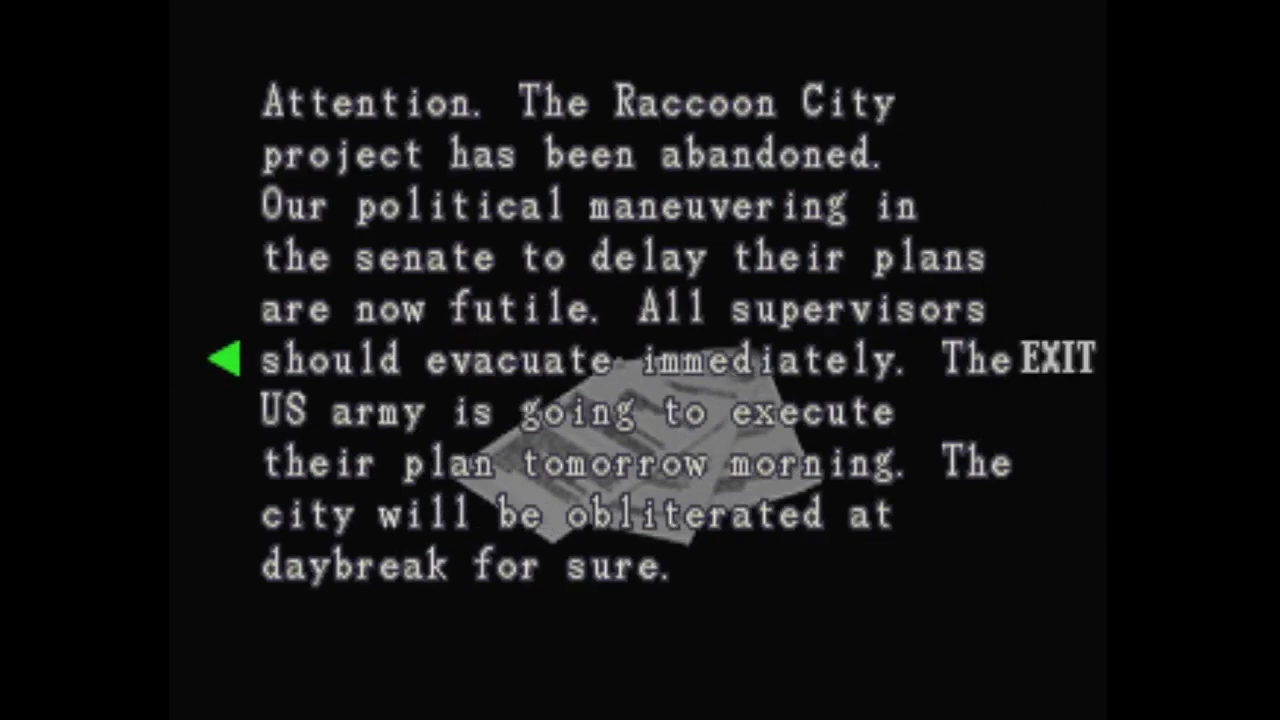 Attention. The Raccoon City
project has been abandoned.
Our political maneuvering in
the senate to delay their plans
are now futile. All supervisors
should evacuate immediately. The
EXIT
US army is going to execute
their plan tomorrow morning. The
city will be obliterated at
daybreak for sure.